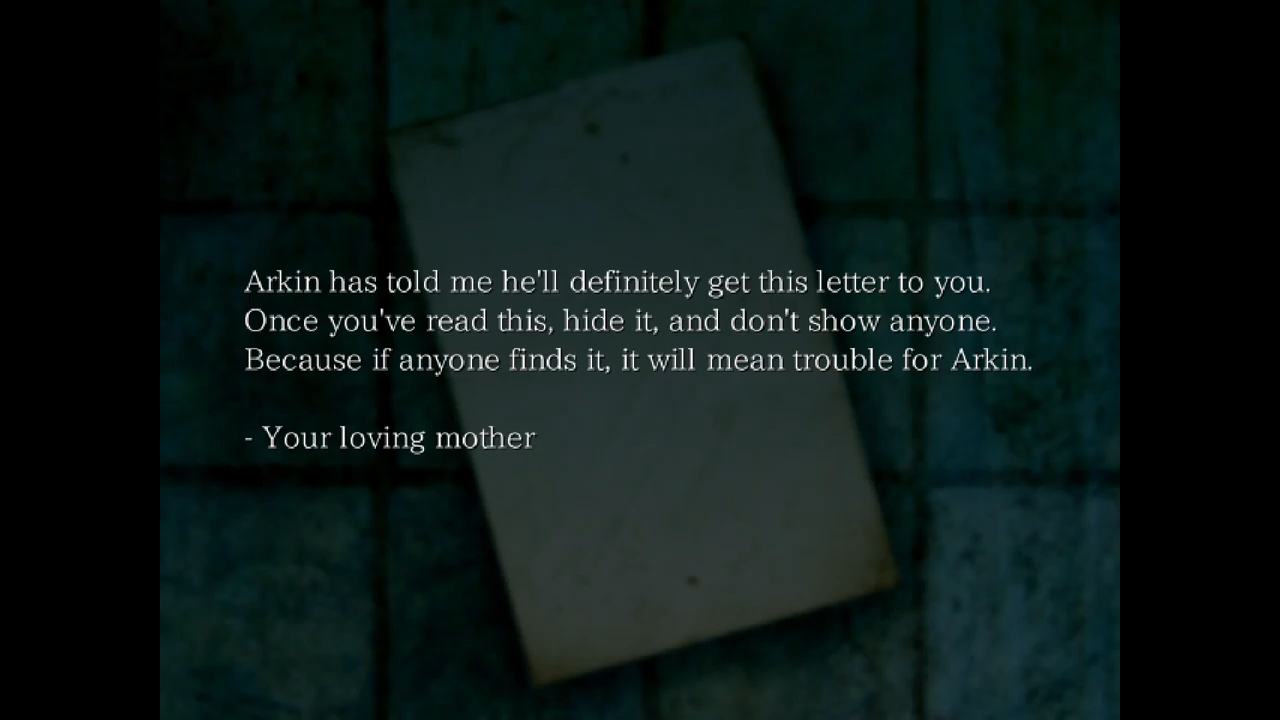 Arkin has told me he'll definitely get this letter to you.
Once you've read this, hide it, and don't show anyone.
Because if anyone finds it, it will mean trouble for Arkin.
- Your loving mother